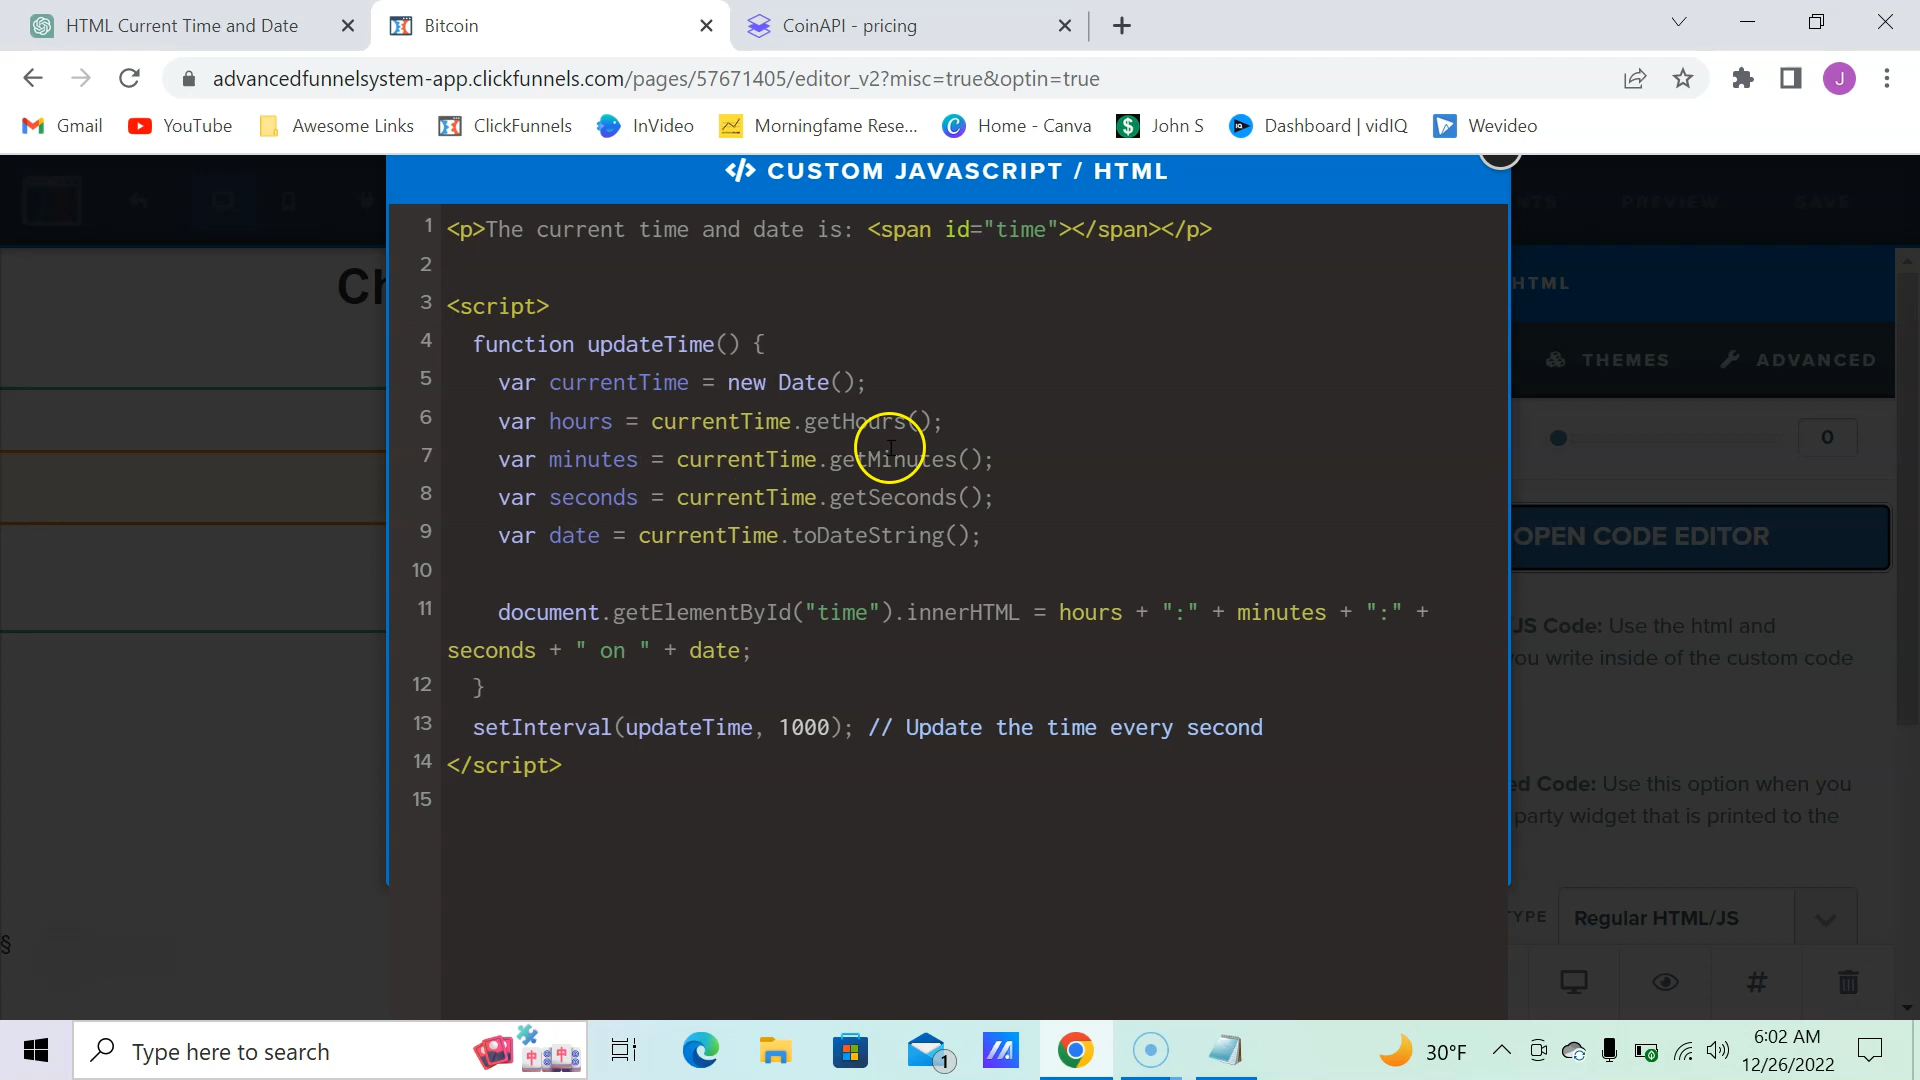 HTML Current Time and Date
Bitcoin
CoinAPI - pricing
advancedfunnelsystem-app.clickfunnels.com/pages/57671405/editor_v2?misc=true&optin=true
J
Gmail
YouTube
Awesome Links
ClickFunnels
InVideo
Morningfame Rese...
Home - Canva
John S
Dashboard | vidIQ
Wevideo
</> CUSTOM JAVASCRIPT / HTML
NTS
PREVIEW
SAVE
Ch
HTML
THEMES
ADVANCED
0
OPEN CODE EDITOR
JS Code: Use the html and
you write inside of the custom code
ed Code: Use this option when you
party widget that is printed to the
TYPE
Regular HTML/JS
1 <p>The current time and date is: <span id="time"></span></p>
2
3 <script>
4 function updateTime() {
5 var currentTime = new Date();
6 var hours = currentTime.getHours();
7 var minutes = currentTime.getMinutes();
8 var seconds = currentTime.getSeconds();
9 var date = currentTime.toDateString();
10
11 document.getElementById("time").innerHTML = hours + ":" + minutes + ":" +
seconds + " on " + date;
12 }
13 setInterval(updateTime, 1000); // Update the time every second
14 </script>
15
§
Type here to search
1
30°F
6:02 AM
12/26/2022